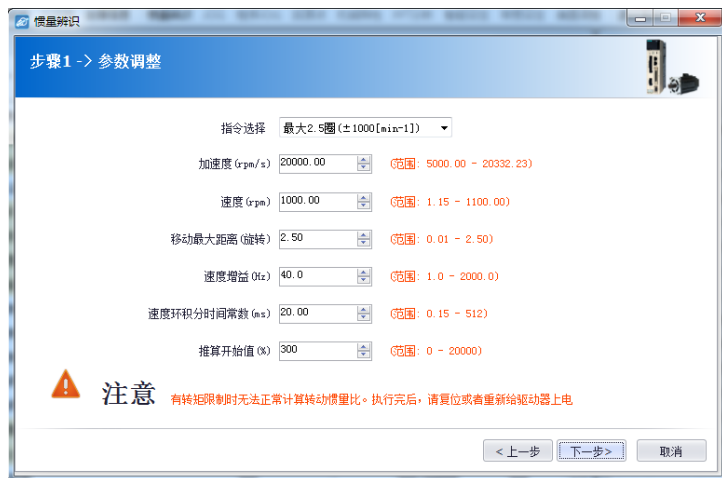 惯量辨识
步骤1 -> 参数调整
指令选择 最大2.5圈(±1000[min-1])
加速度(rpm/s) 20000.00 (范围: 5000.00 - 20332.23)
速度(rpm) 1000.00 (范围: 1.15 - 1100.00)
移动最大距离(旋转) 2.50 (范围: 0.01 - 2.50)
速度增益(Hz) 40.0 (范围: 1.0 - 2000.0)
速度环积分时间常数(ms) 20.00 (范围: 0.15 - 512)
推算开始值(%) 300 (范围: 0 - 20000)
注意 有转矩限制时无法正常计算转动惯量比。执行完后，请复位或者重新给驱动器上电
<上一步 下一步> 取消